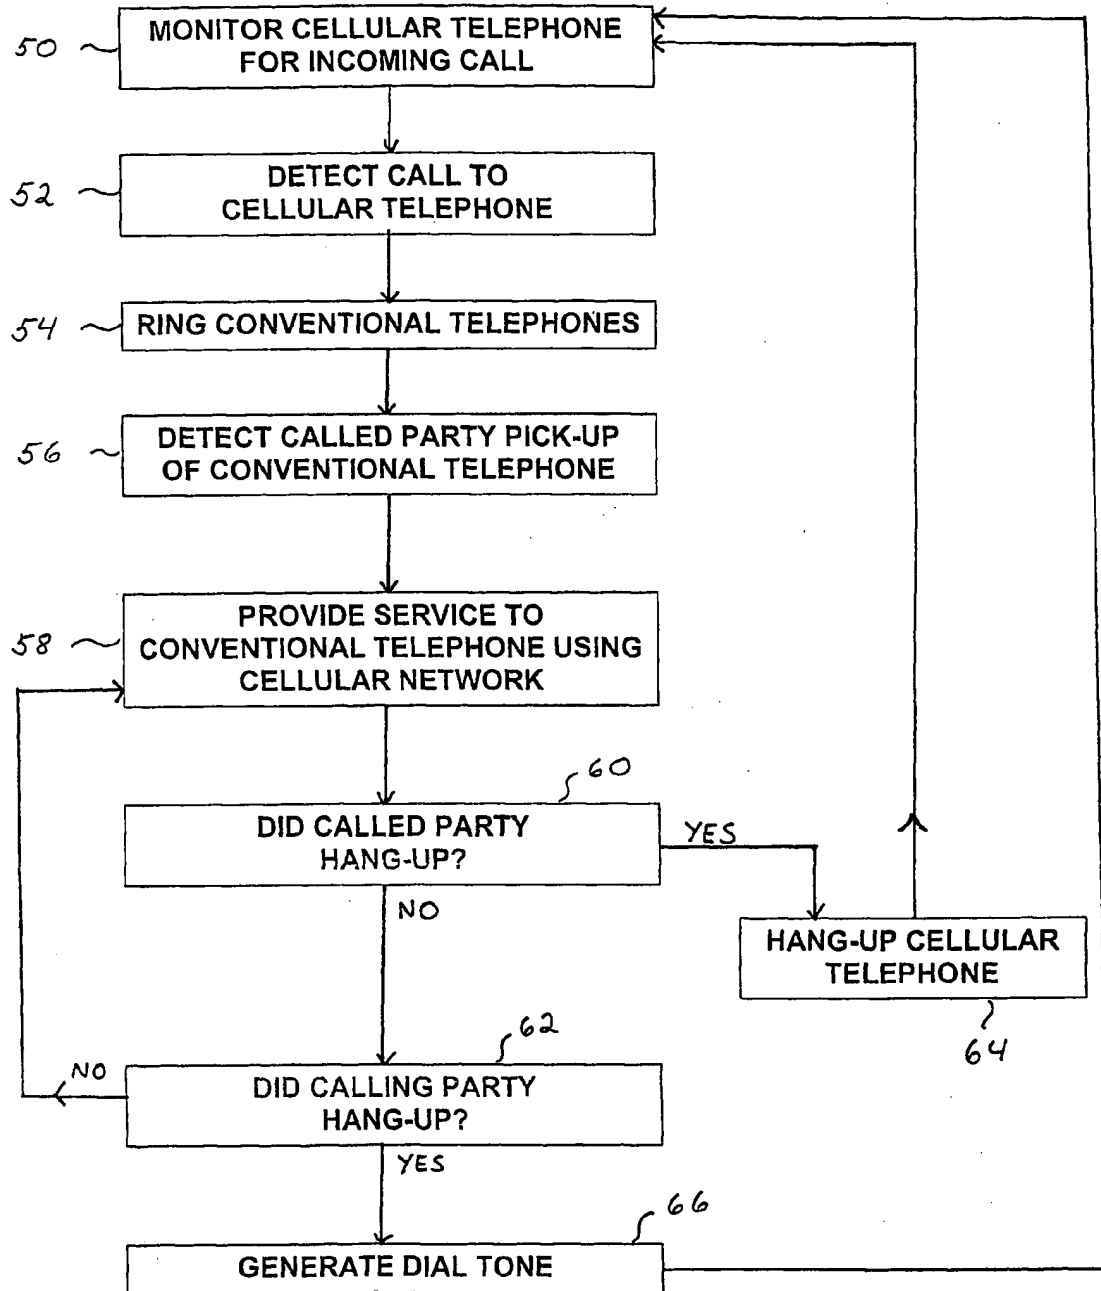 50
MONITOR CELLULAR TELEPHONE
FOR INCOMING CALL
52
DETECT CALL TO
CELLULAR TELEPHONE
54
RING CONVENTIONAL TELEPHONES
56
DETECT CALLED PARTY PICK-UP
OF CONVENTIONAL TELEPHONE
58
PROVIDE SERVICE TO
CONVENTIONAL TELEPHONE USING
CELLULAR NETWORK
60
DID CALLED PARTY
HANG-UP?
YES
NO
HANG-UP CELLULAR
TELEPHONE
64
62
DID CALLING PARTY
HANG-UP?
NO
YES
66
GENERATE DIAL TONE